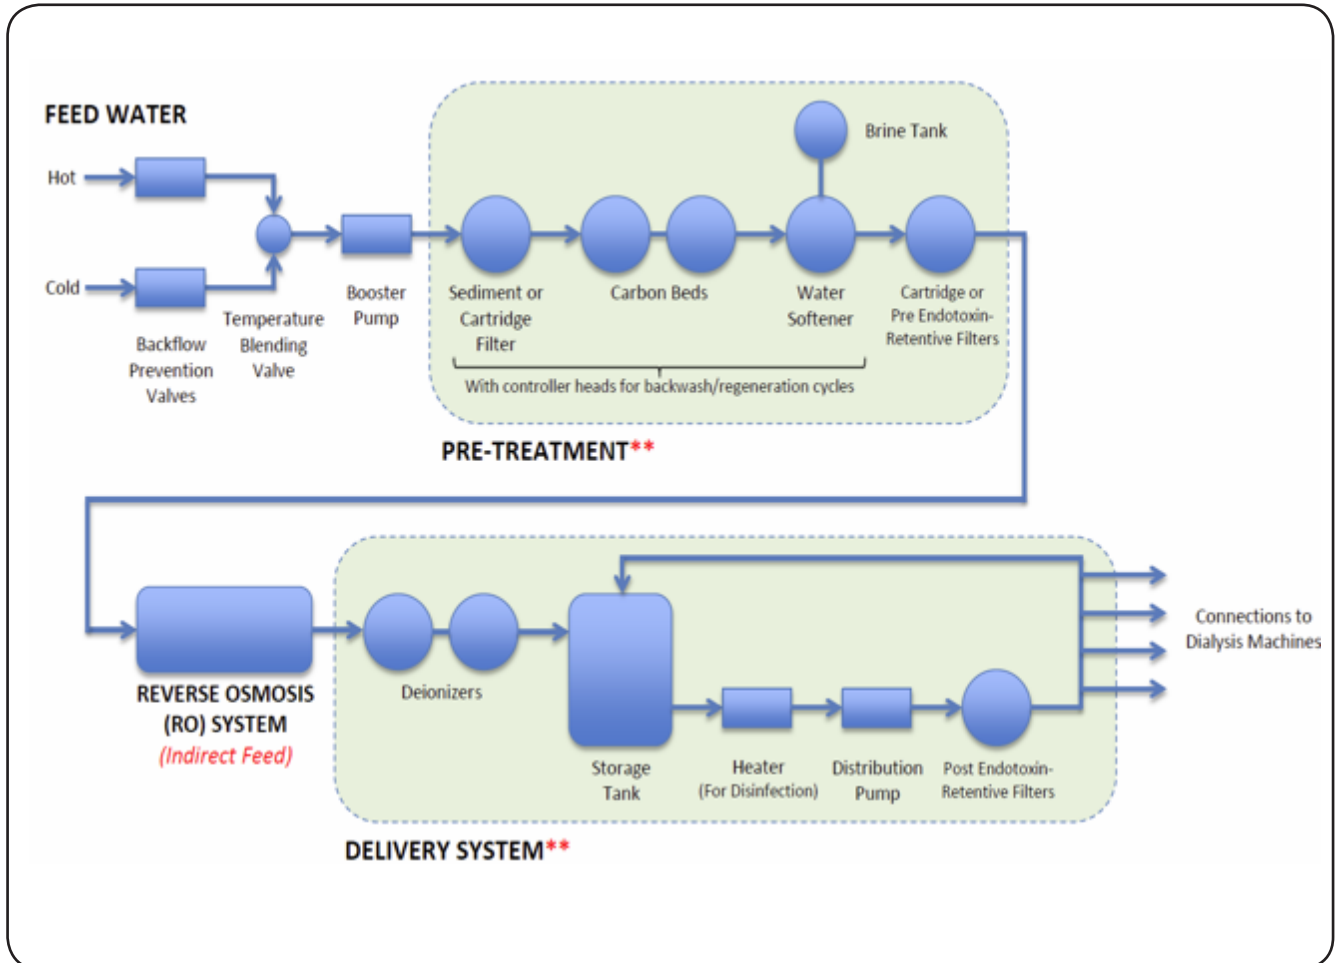 FEED WATER
Hot
Cold
Backflow
Prevention
Valves
Temperature
Blending
Valve
Booster
Pump
Sediment or
Cartridge
Filter
Carbon Beds
Brine Tank
Water
Softener
Cartridge or
Pre Endotoxin-
Retentive Filters
With controller heads for backwash/regeneration cycles
PRE-TREATMENT**
REVERSE OSMOSIS
(RO) SYSTEM
(Indirect Feed)
Deionizers
Storage
Tank
Heater
(For Disinfection)
Distribution
Pump
Post Endotoxin-
Retentive Filters
Connections to
Dialysis Machines
DELIVERY SYSTEM**